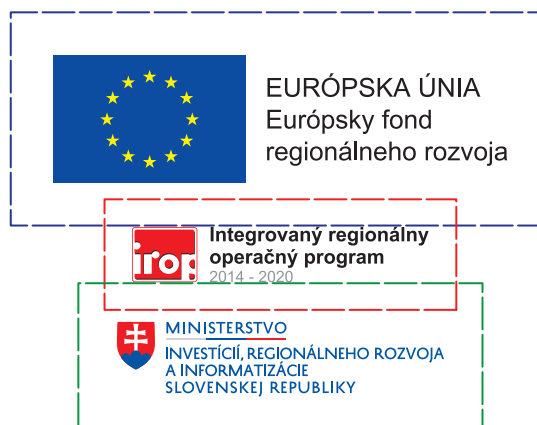 EURÓPSKA ÚNIA
Európsky fond
regionálneho rozvoja
irop
Integrovaný regionálny
operačný program
2014 - 2020
MINISTERSTVO
INVESTÍCIÍ, REGIONÁLNEHO ROZVOJA
A INFORMATIZÁCIE
SLOVENSKEJ REPUBLIKY